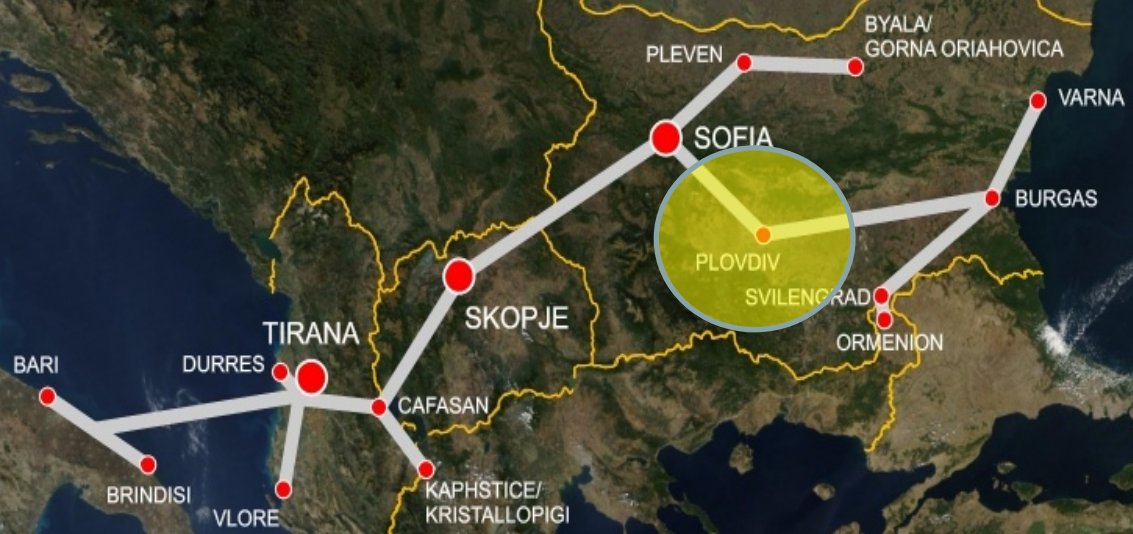 BYALA/
GORNA ORIAHOVICA
PLEVEN
VARNA
SOFIA
BURGAS
PLOVDIV
SVILENGRAD
SKOPJE
TIRANA
ORMENION
DURRES
BARI
CAFASAN
BRINDISI
KAPHSTICE/
KRISTALLOPIGI
VLORE